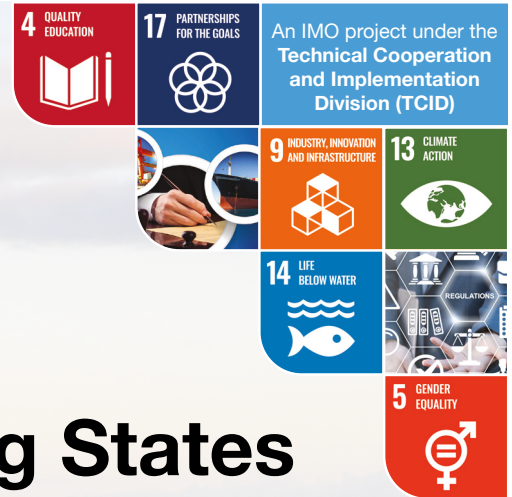 4 QUALITY
EDUCATION
17 PARTNERSHIPS
FOR THE GOALS
An IMO project under the
Technical Cooperation
and Implementation
Division (TCID)
9 INDUSTRY, INNOVATION
AND INFRASTRUCTURE
13 CLIMATE
ACTION
14 LIFE
BELOW WATER
REGULATIONS
5 GENDER
EQUALITY
g States